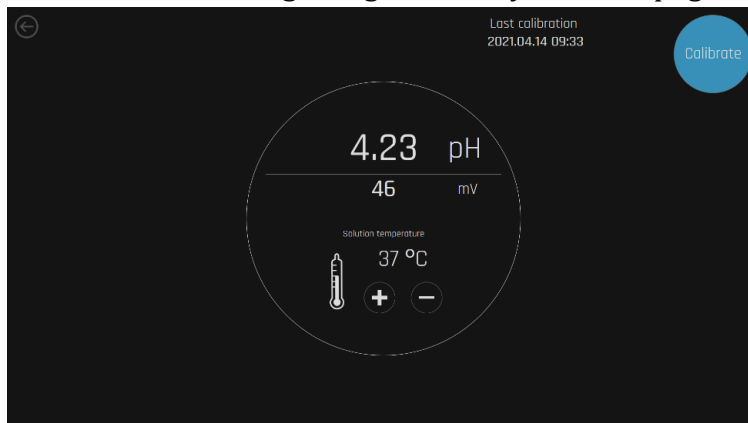 Last calibration
2021.04.14 09:33
Calibrate
4.23 pH
46 mV
Solution temperature
37 °C